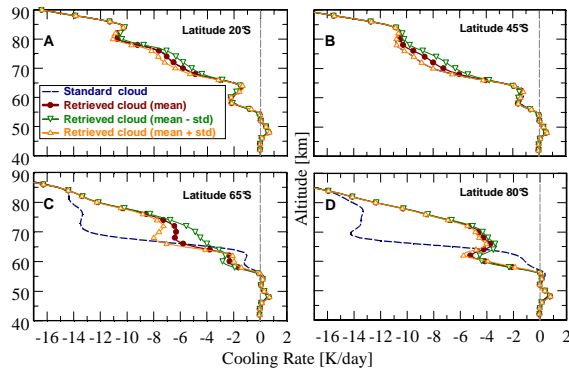 90
80
70
60
50
40
A
Latitude 20°S
Standard cloud
Retrieved cloud (mean)
Retrieved cloud (mean - std)
Retrieved cloud (mean + std)
B
Latitude 45°S
90
80
70
60
50
40
C
Latitude 65°S
D
Latitude 80°S
Altitude [km]
-16 -14 -12 -10 -8 -6 -4 -2 0 2
-16 -14 -12 -10 -8 -6 -4 -2 0 2
Cooling Rate [K/day]